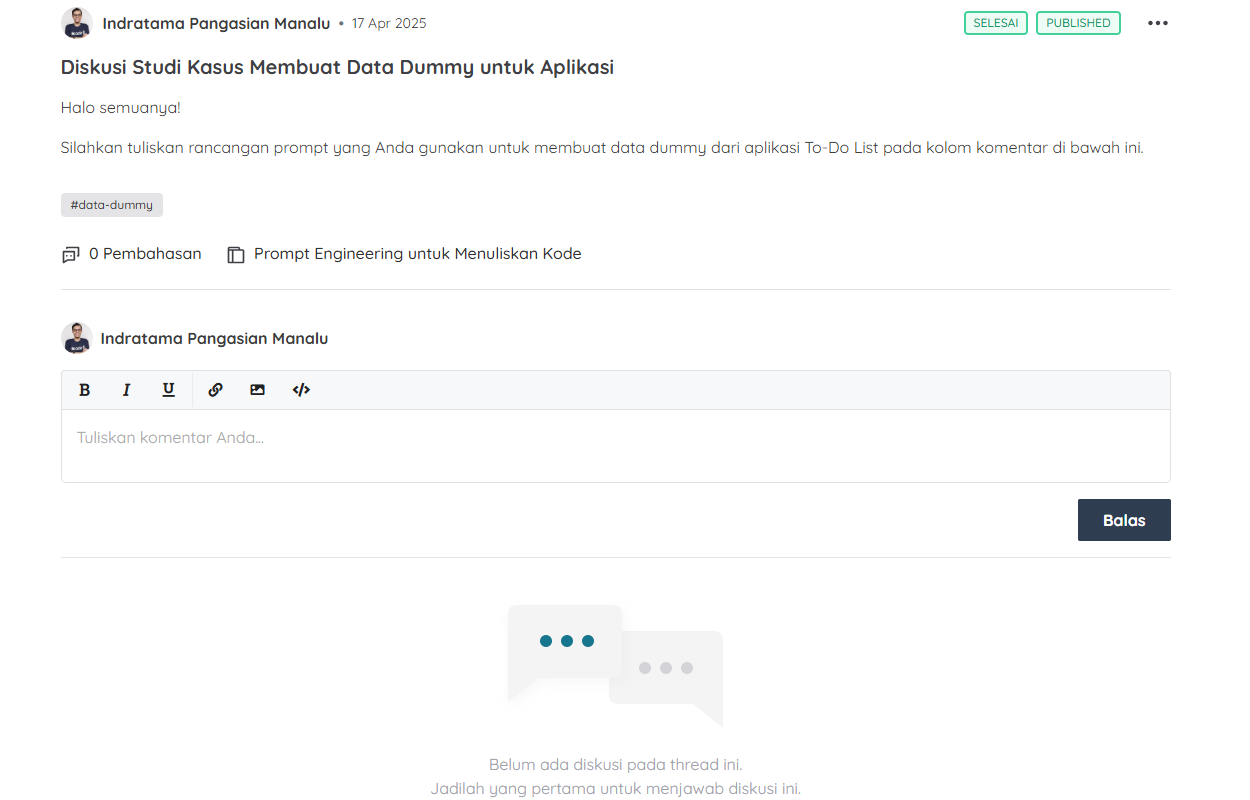 Indratama Pangasian Manalu • 17 Apr 2025 SELESAI PUBLISHED
Diskusi Studi Kasus Membuat Data Dummy untuk Aplikasi
Halo semuanya!
Silahkan tuliskan rancangan prompt yang Anda gunakan untuk membuat data dummy dari aplikasi To-Do List pada kolom komentar di bawah ini.
#data-dummy
0 Pembahasan Prompt Engineering untuk Menuliskan Kode
Indratama Pangasian Manalu
B I U
Tuliskan komentar Anda...
Balas
Belum ada diskusi pada thread ini.
Jadilah yang pertama untuk menjawab diskusi ini.